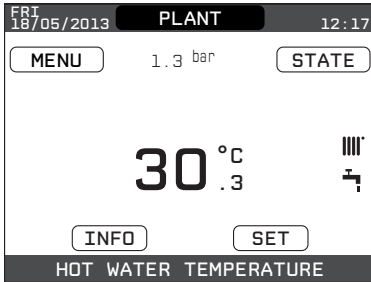 FRI
18/05/2013 PLANT 12:17
MENU 1.3 bar STATE
30 °C
.3
INFO SET
HOT WATER TEMPERATURE